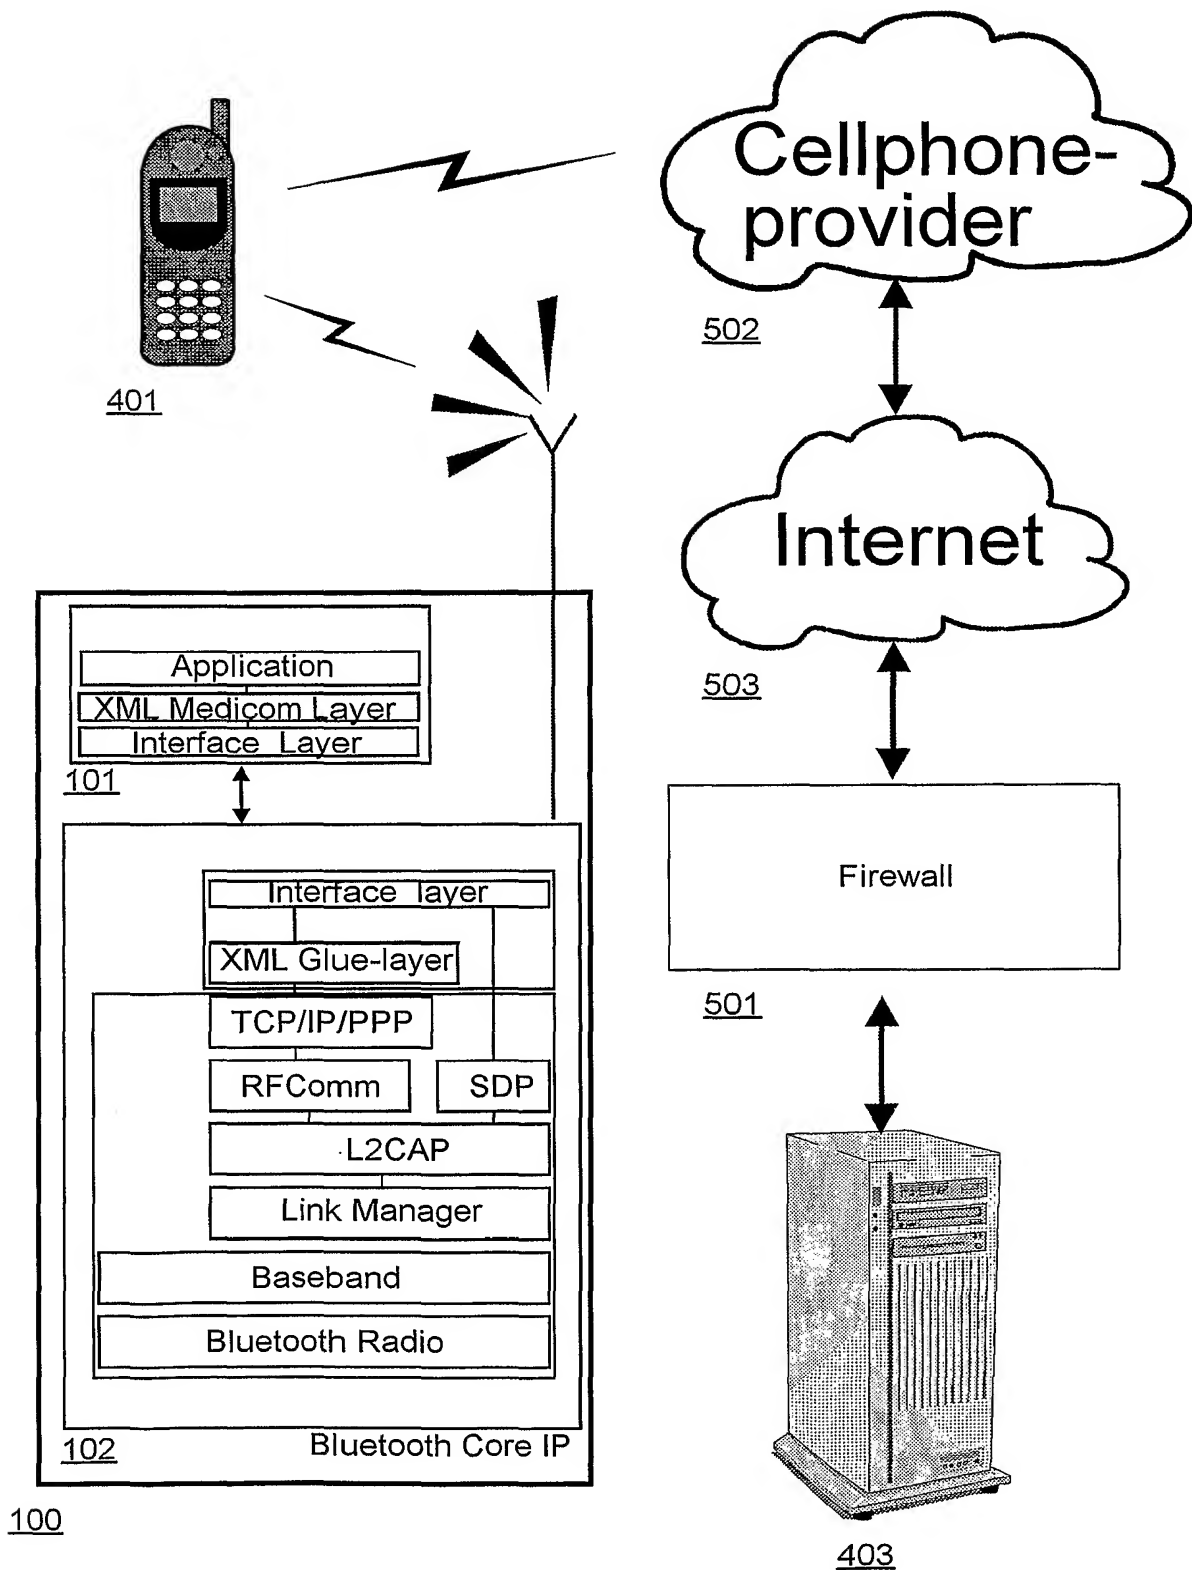 Cellphone-
provider
502
401
Internet
503
Application
XML Medicom Layer
Interface Layer
101
Firewall
501
Interface layer
XML Glue-layer
TCP/IP/PPP
RFComm
SDP
L2CAP
Link Manager
Baseband
Bluetooth Radio
102
Bluetooth Core IP
100
403